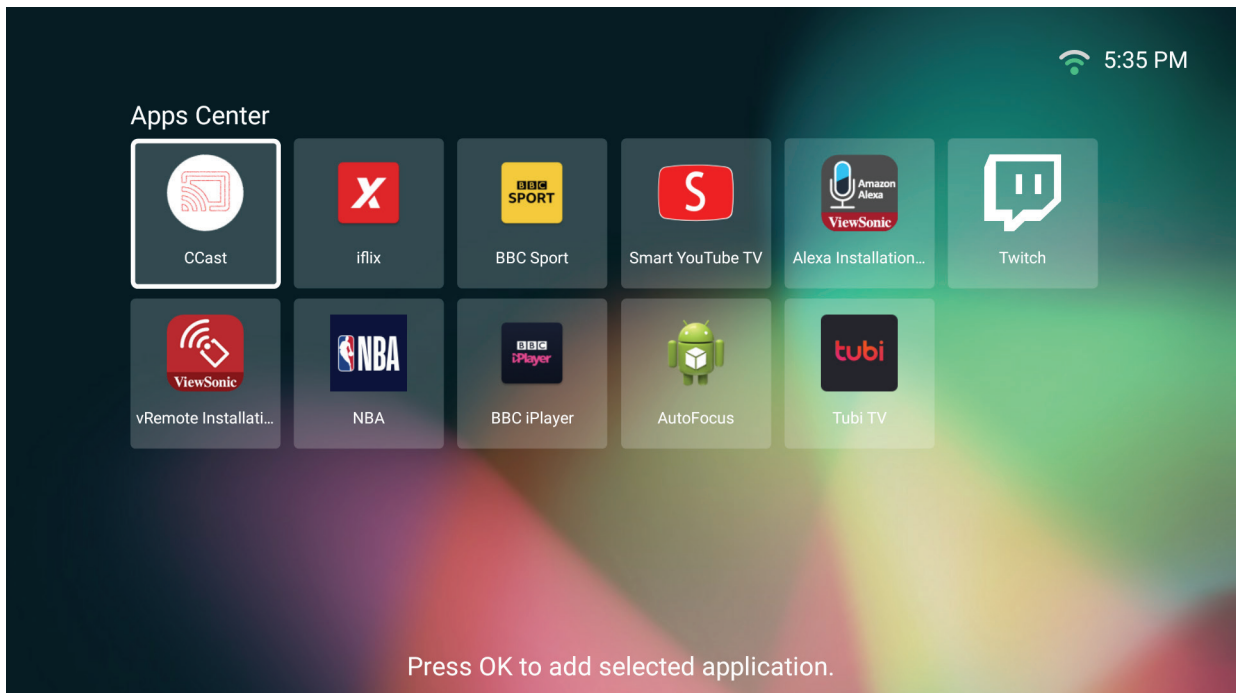 5:35 PM
Apps Center
BBC
SPORT
S
Amazon
Alexa
ViewSonic
CCast
iflix
BBC Sport
Smart YouTube TV
Alexa Installation...
Twitch
ViewSonic
NBA
BBC
iPlayer
tubi
vRemote Installati...
NBA
BBC iPlayer
AutoFocus
Tubi TV
Press OK to add selected application.